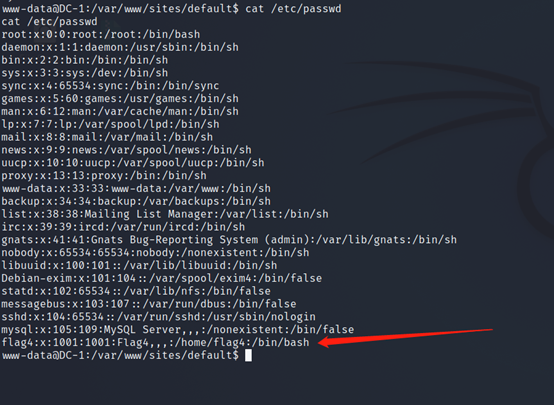 www-data@DC-1:/var/www/sites/default$ cat /etc/passwd
cat /etc/passwd
root:x:0:0:root:/root:/bin/bash
daemon:x:1:1:daemon:/usr/sbin:/bin/sh
bin:x:2:2:bin:/bin:/bin/sh
sys:x:3:3:sys:/dev:/bin/sh
sync:x:4:65534:sync:/bin:/bin/sync
games:x:5:60:games:/usr/games:/bin/sh
man:x:6:12:man:/var/cache/man:/bin/sh
lp:x:7:7:lp:/var/spool/lpd:/bin/sh
mail:x:8:8:mail:/var/mail:/bin/sh
news:x:9:9:news:/var/spool/news:/bin/sh
uucp:x:10:10:uucp:/var/spool/uucp:/bin/sh
proxy:x:13:13:proxy:/bin:/bin/sh
www-data:x:33:33:www-data:/var/www:/bin/sh
backup:x:34:34:backup:/var/backups:/bin/sh
list:x:38:38:Mailing List Manager:/var/list:/bin/sh
irc:x:39:39:ircd:/var/run/ircd:/bin/sh
gnats:x:41:41:Gnats Bug-Reporting System (admin):/var/lib/gnats:/bin/sh
nobody:x:65534:65534:nobody:/nonexistent:/bin/sh
libuuid:x:100:101::/var/lib/libuuid:/bin/sh
Debian-exim:x:101:104::/var/spool/exim4:/bin/false
statd:x:102:65534::/var/lib/nfs:/bin/false
messagebus:x:103:107::/var/run/dbus:/bin/false
sshd:x:104:65534::/var/run/sshd:/usr/sbin/nologin
mysql:x:105:109:MySQL Server,,,:/nonexistent:/bin/false
flag4:x:1001:1001:Flag4,,,:/home/flag4:/bin/bash
www-data@DC-1:/var/www/sites/default$